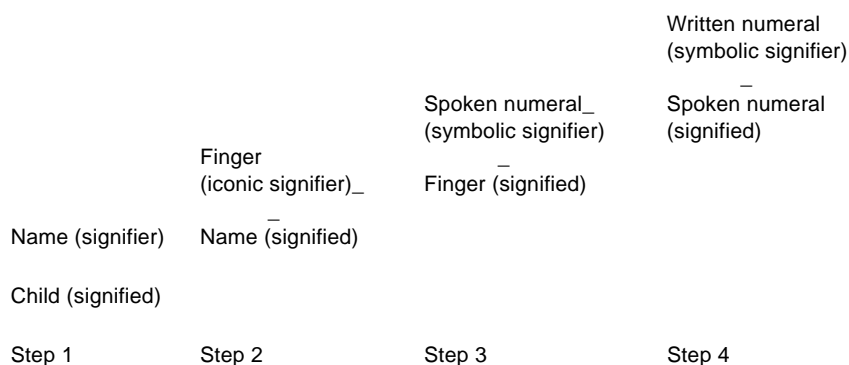 Written numeral
(symbolic signifier)
_
Spoken numeral_
Spoken numeral
(symbolic signifier)
(signified)
Finger
_
(iconic signifier)_
Finger (signified)
_
Name (signifier)
Name (signified)
Child (signified)
Step 1
Step 2
Step 3
Step 4